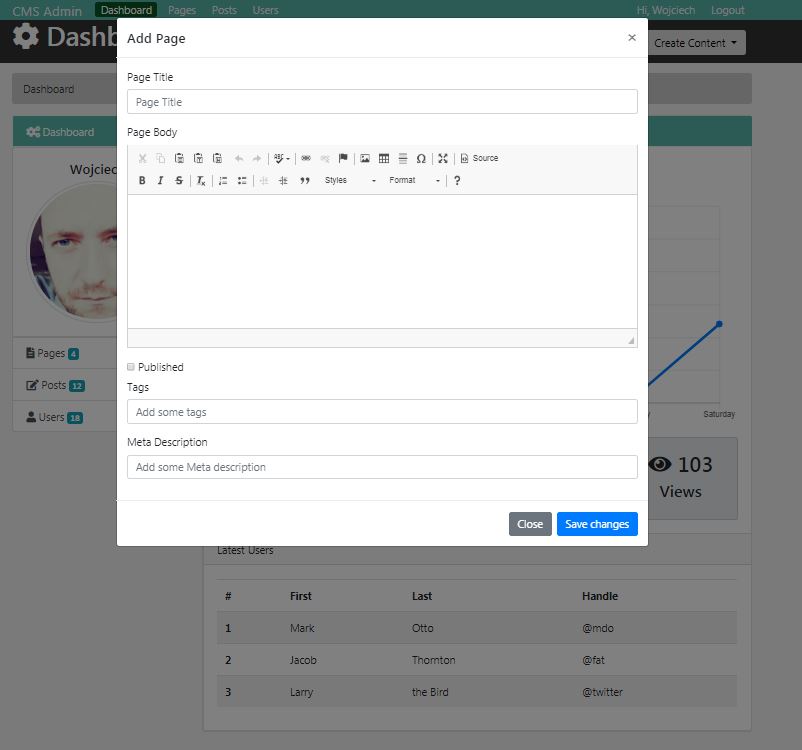 CMS Admin Dashboard Pages Posts Users Hi, Wojciech Logout
Dashb
Create Content
Dashboard
Dashboard
Wojciec
Pages 4
Posts 12
Users 18
Add Page ×
Page Title
Page Title
Page Body
Source
B I S Styles Format ?
Published
Tags
Add some tags
Meta Description
Add some Meta description
Close Save changes
Saturday
103
Views
Latest Users
# First Last Handle
1 Mark Otto @mdo
2 Jacob Thornton @fat
3 Larry the Bird @twitter